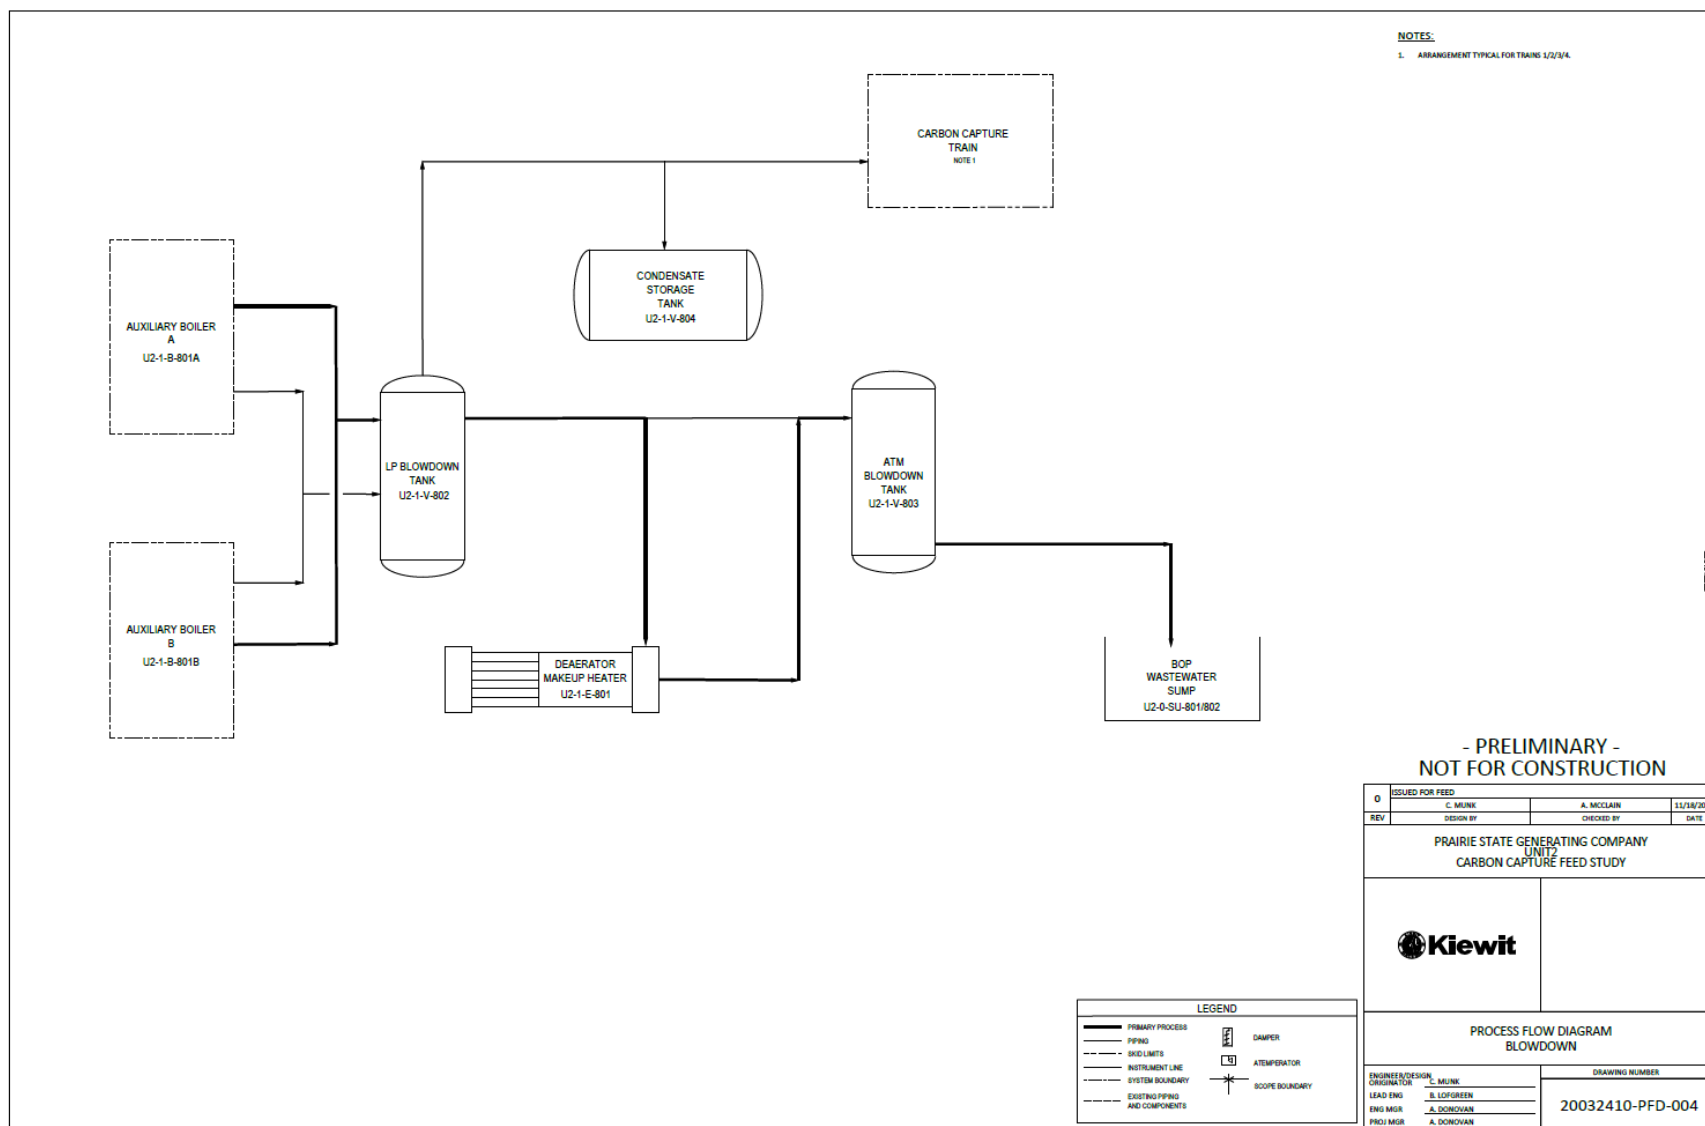 NOTES:
1. ARRANGEMENT TYPICAL FOR TRAINS 1/2/3/4.
CARBON CAPTURE
TRAIN
NOTE 1
CONDENSATE
STORAGE
TANK
U2-1-V-804
AUXILIARY BOILER
A
U2-1-B-801A
LP BLOWDOWN
TANK
U2-1-V-802
ATM
BLOWDOWN
TANK
U2-1-V-803
AUXILIARY BOILER
B
U2-1-B-801B
DEAERATOR
MAKEUP HEATER
U2-1-E-801
BOP
WASTEWATER
SUMP
U2-0-SU-801/802
- PRELIMINARY -
NOT FOR CONSTRUCTION
0 ISSUED FOR FEED
C. MUNK A. MCCLAIN 11/18/20
REV DESIGN BY CHECKED BY DATE
PRAIRIE STATE GENERATING COMPANY
UNIT2
CARBON CAPTURE FEED STUDY
Kiewit
PROCESS FLOW DIAGRAM
BLOWDOWN
ENGINEER/DESIGN
ORIGINATOR C. MUNK
LEAD ENG B. LOFGREEN
ENG MGR A. DONOVAN
PROJ MGR A. DONOVAN
DRAWING NUMBER
20032410-PFD-004
LEGEND
PRIMARY PROCESS
PIPING
SKID LIMITS
INSTRUMENT LINE
SYSTEM BOUNDARY
EXISTING PIPING
AND COMPONENTS
DAMPER
ATEMPERATOR
SCOPE BOUNDARY